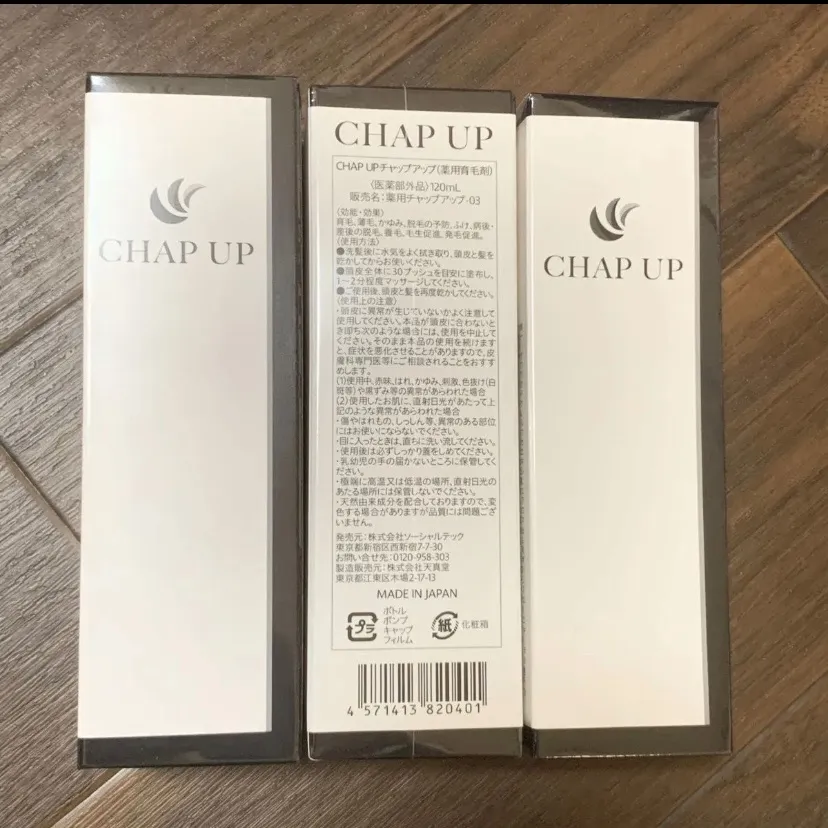 CHAP UP
CHAP UP
CHAP UPチャップアップ(薬用育毛剤)
〈医薬部外品〉120mL
販売名:薬用チャップアップ-03
〈効能・効果〉
育毛、薄毛、かゆみ、脱毛の予防、ふけ、病後・
産後の脱毛、養毛、毛生促進、発毛促進。
〈使用方法〉
●洗髪後に水気をよく拭き取り、頭皮と髪を
乾かしてからお使いください。
●頭皮全体に30プッシュを目安に塗布し、
1〜2分程度マッサージしてください。
●ご使用後、頭皮と髪を再度乾かしてください。
〈使用上の注意〉
・頭皮に異常が生じていないかよく注意して
使用してください。本品が頭皮に合わないと
き即ち次のような場合には、使用を中止して
ください。そのまま本品の使用を続けます
と、症状を悪化させることがありますので、皮
膚科専門医等にご相談されることをおすす
めします。
(1)使用中、赤味、はれ、かゆみ、刺激、色抜け(白
斑等)や黒ずみ等の異常があらわれた場合
(2)使用したお肌に、直射日光があたって上
記のような異常があらわれた場合
・傷やはれもの、しっしん等、異常のある部位
にはお使いにならないでください。
・目に入ったときは、直ちに洗い流してください。
・使用後は必ずしっかり蓋をしめてください。
・乳幼児の手の届かないところに保管してく
ださい。
・極端に高温又は低温の場所、直射日光の
あたる場所には保管しないでください。
・天然由来成分を配合しておりますので、変
色する場合がありますが品質には問題ござ
いません。
発売元:株式会社ソーシャルテック
東京都新宿区西新宿7-7-30
お問い合せ先:0120-958-303
製造販売元:株式会社天真堂
東京都江東区木場2-17-13
MADE IN JAPAN
プラ
ボトル
ポンプ
キャップ
フィルム
紙
化粧箱
4 571413 820401
CHAP UP